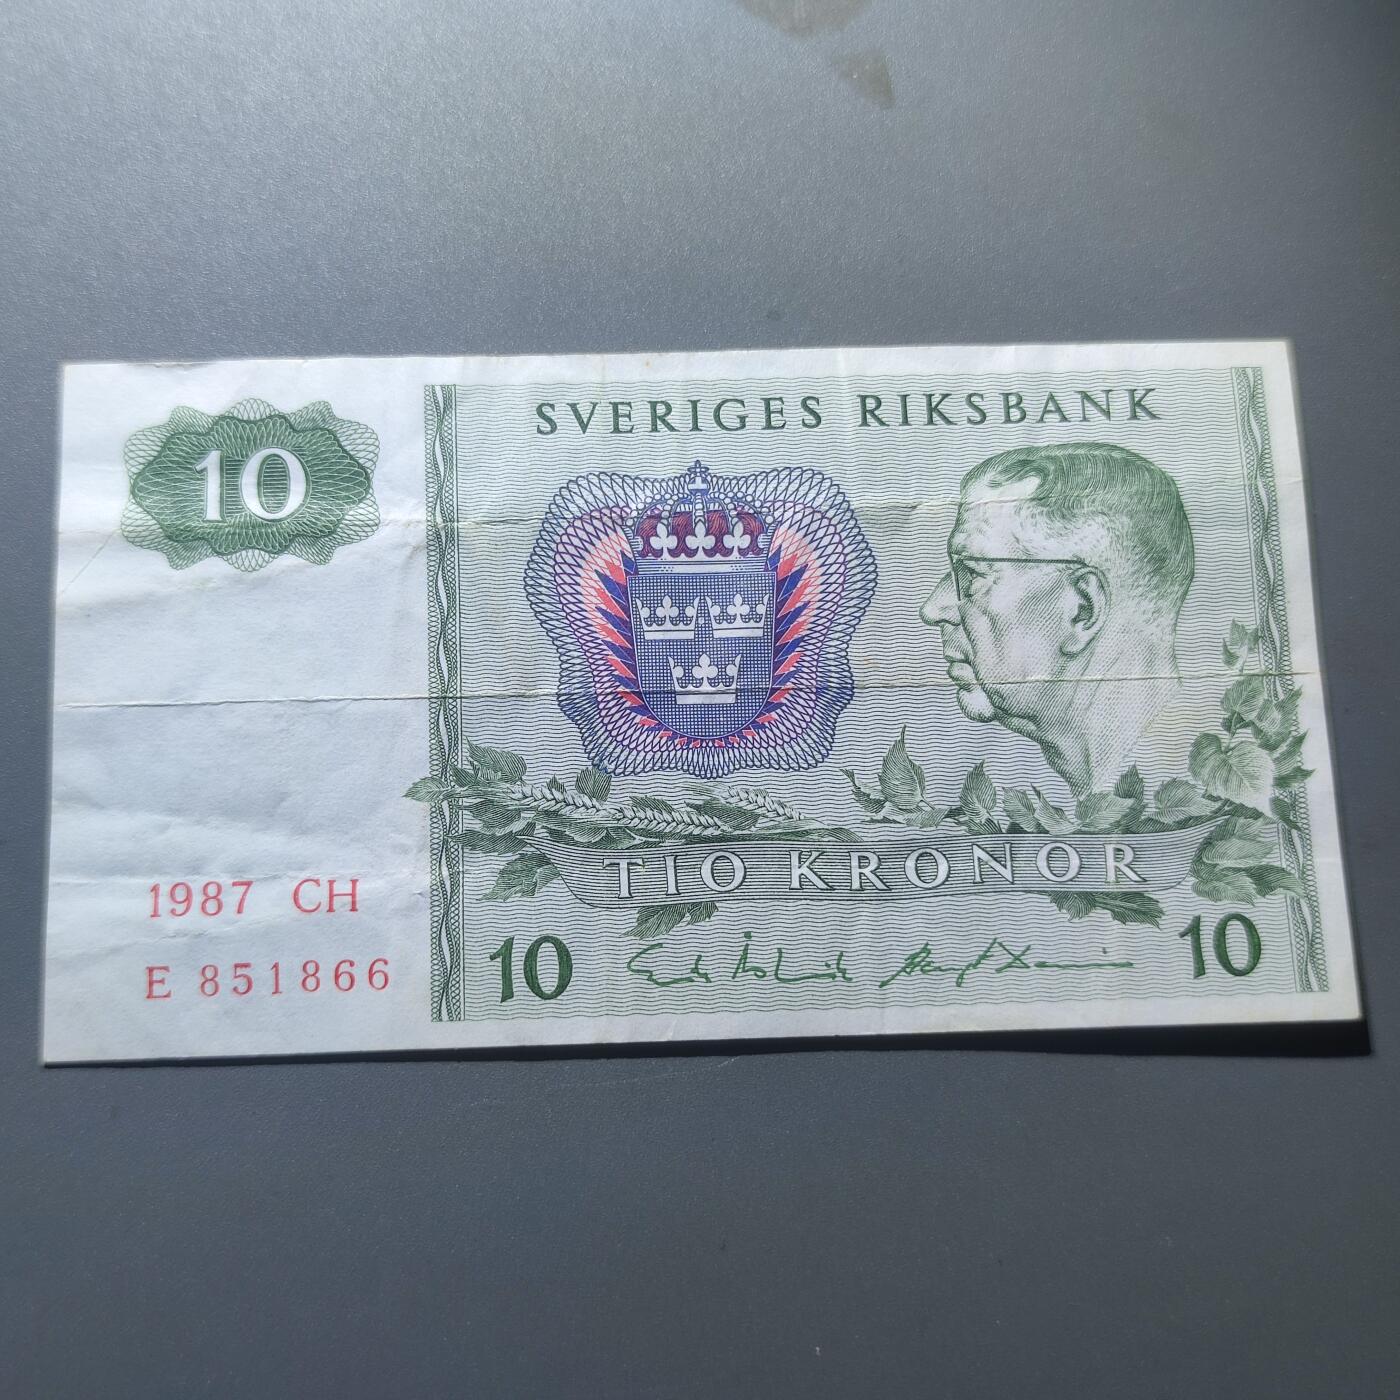 SVERIGES RIKSBANK
10
TIO KRONOR
1987 CH
E 851866
10
10